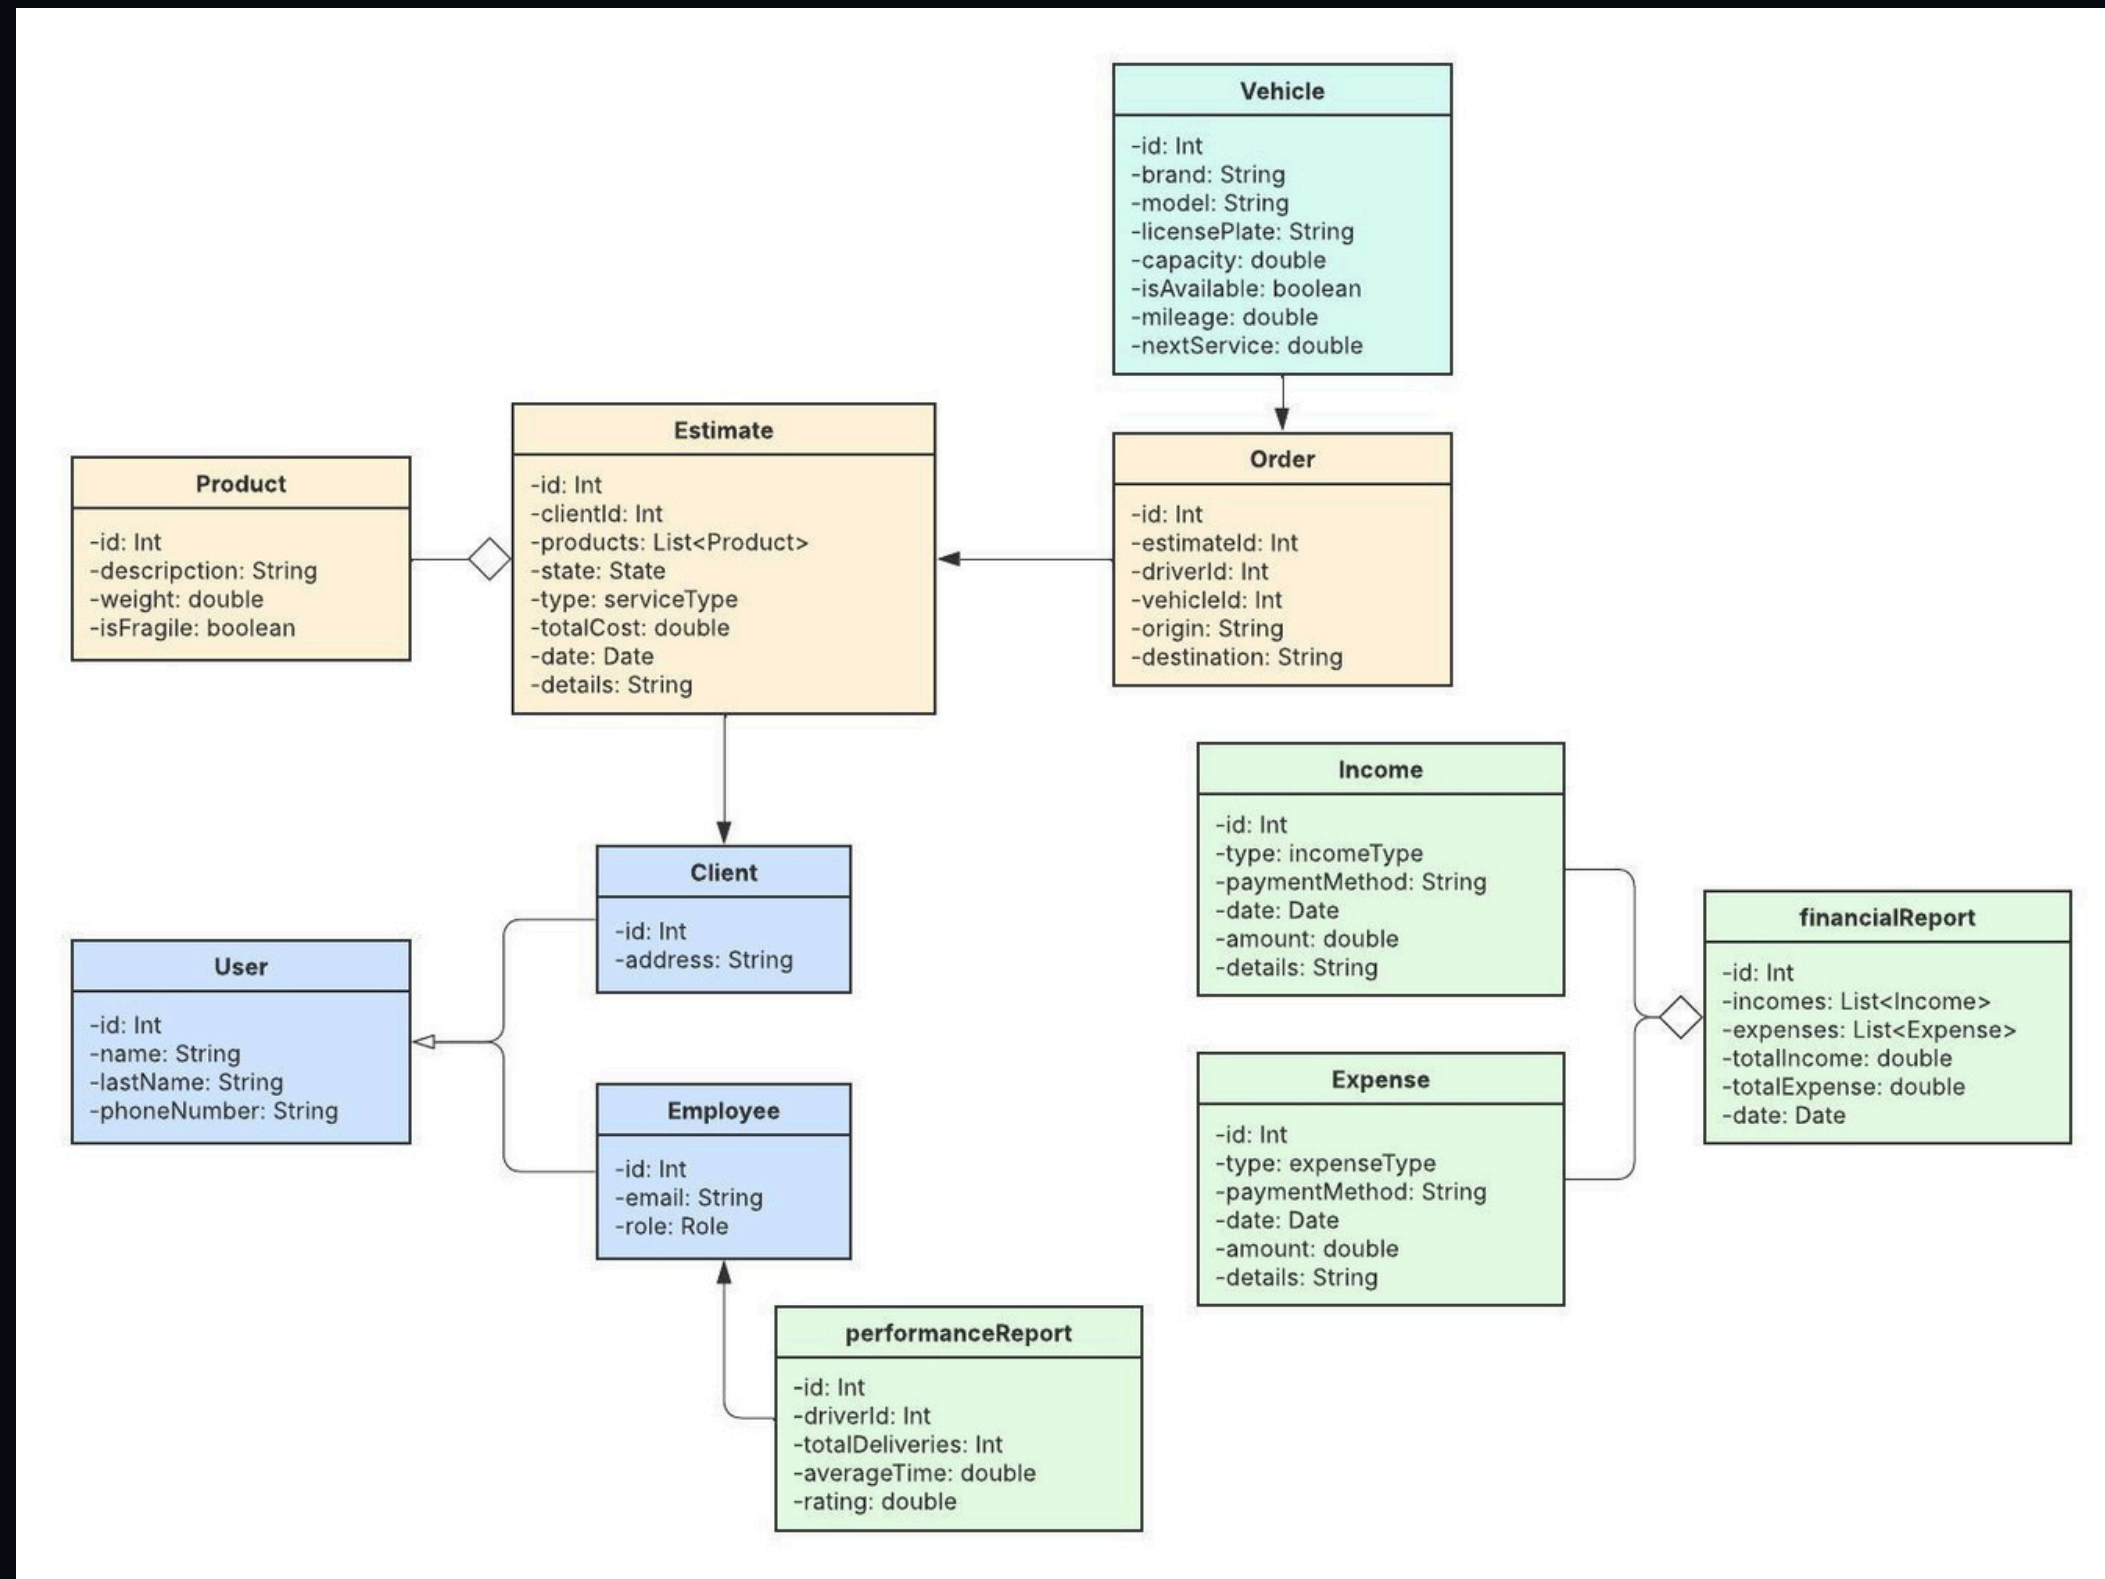 Vehicle
-id: Int
-brand: String
-model: String
-licensePlate: String
-capacity: double
-isAvailable: boolean
-mileage: double
-nextService: double
Estimate
-id: Int
-clientId: Int
-products: List<Product>
-state: State
-type: serviceType
-totalCost: double
-date: Date
-details: String
Product
-id: Int
-descripction: String
-weight: double
-isFragile: boolean
Order
-id: Int
-estimateId: Int
-driverId: Int
-vehicleId: Int
-origin: String
-destination: String
Client
-id: Int
-address: String
User
-id: Int
-name: String
-lastName: String
-phoneNumber: String
Employee
-id: Int
-email: String
-role: Role
performanceReport
-id: Int
-driverId: Int
-totalDeliveries: Int
-averageTime: double
-rating: double
Income
-id: Int
-type: incomeType
-paymentMethod: String
-date: Date
-amount: double
-details: String
Expense
-id: Int
-type: expenseType
-paymentMethod: String
-date: Date
-amount: double
-details: String
financialReport
-id: Int
-incomes: List<Income>
-expenses: List<Expense>
-totalIncome: double
-totalExpense: double
-date: Date